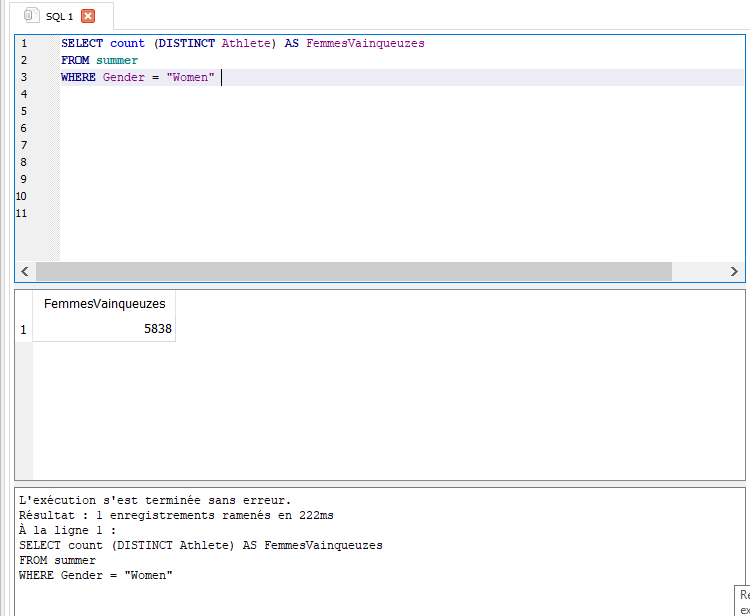 SQL 1
1 SELECT count (DISTINCT Athlete) AS FemmesVainqueuzes
2 FROM summer
3 WHERE Gender = "Women"
4
5
6
7
8
9
10
11
FemmesVainqueuzes
1 5838
L'exécution s'est terminée sans erreur.
Résultat : 1 enregistrements ramenés en 222ms
À la ligne 1 :
SELECT count (DISTINCT Athlete) AS FemmesVainqueuzes
FROM summer
WHERE Gender = "Women"